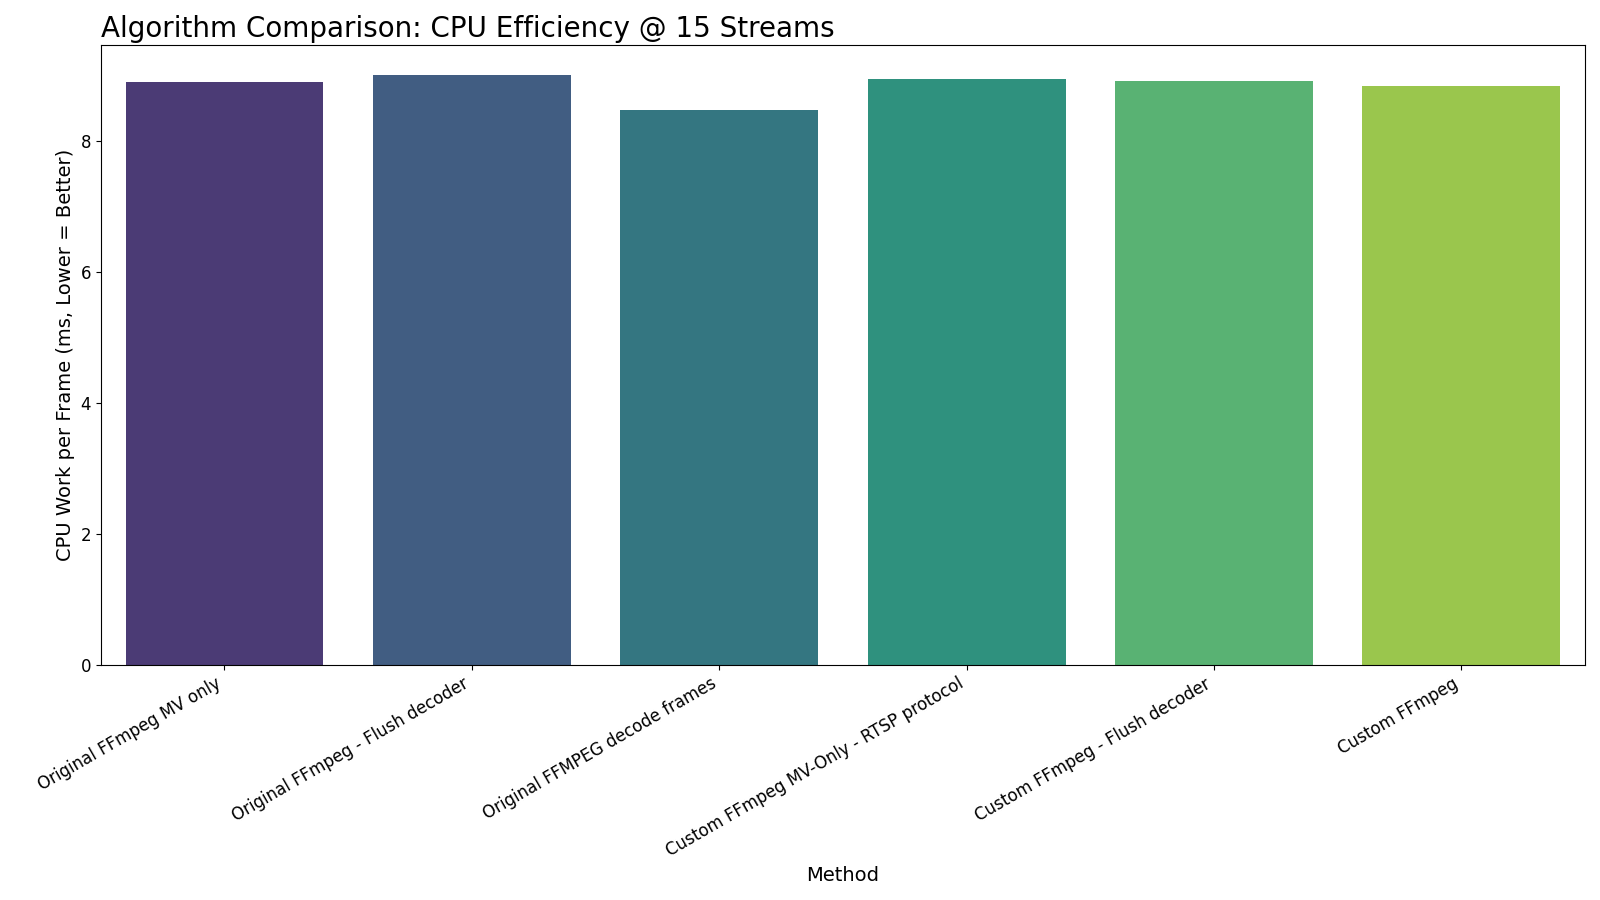 Algorithm Comparison: CPU Efficiency @ 15 Streams
CPU Work per Frame (ms, Lower = Better)
8
6
4
2
0
Original FFmpeg MV only
Original FFmpeg - Flush decoder
Original FFMPEG decode frames
Custom FFmpeg MV-Only - RTSP protocol
Custom FFmpeg - Flush decoder
Custom FFmpeg
Method